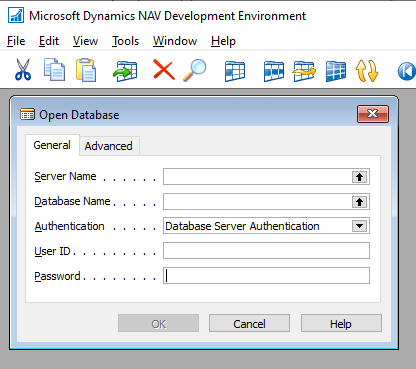 Microsoft Dynamics NAV Development Environment
File Edit View Tools Window Help
Open Database
General Advanced
Server Name . . . . . .
Database Name . . . . .
Authentication . . . . . Database Server Authentication
User ID . . . . . . . . .
Password . . . . . . . .
OK Cancel Help